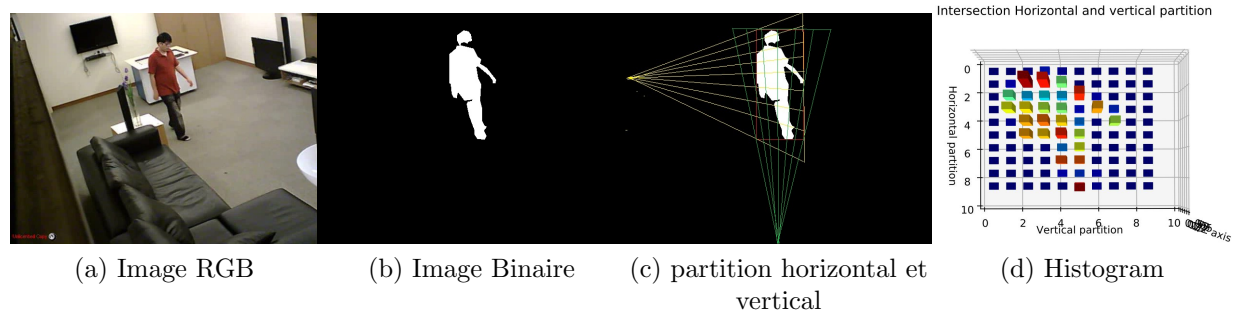 Intersection Horizontal and vertical partition
0
2
4
6
8
10
Horizontal partition
0 2 4 6 8 10
Vertical partition
axis
(a) Image RGB
(b) Image Binaire
(c) partition horizontal et
vertical
(d) Histogram